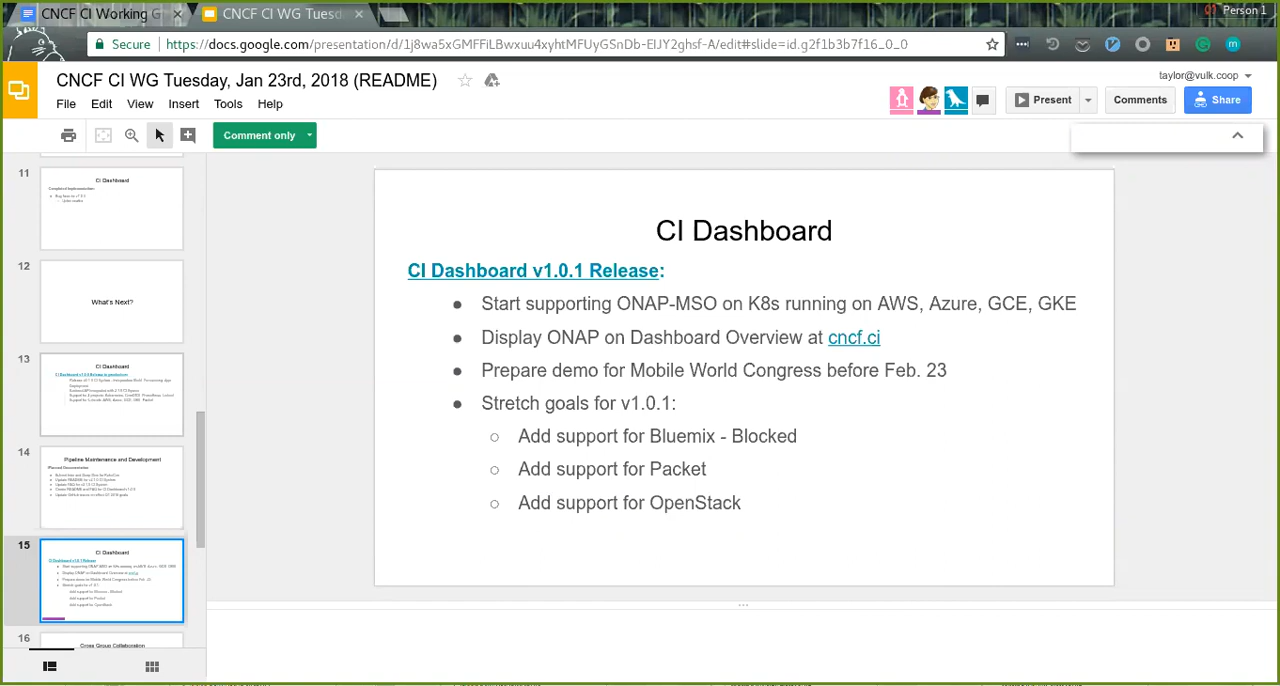 CNCF CI Working G
CNCF CI WG Tuesd
Person 1
Secure
https://docs.google.com/presentation/d/1j8wa5xGMFFiLBwxuu4xyhtMFUyGSnDb-EIJY2ghsf-A/edit#slide=id.g2f1b3b7f16_0_0
CNCF CI WG Tuesday, Jan 23rd, 2018 (README)
taylor@vulk.coop
File Edit View Insert Tools Help
Present
Comments
Share
Comment only
11
CI Dashboard
12
What's Next?
13
CI Dashboard
14
Pipeline Maintenance and Development
15
CI Dashboard
16
Cross Group Collaboration
CI Dashboard
CI Dashboard v1.0.1 Release:
Start supporting ONAP-MSO on K8s running on AWS, Azure, GCE, GKE
Display ONAP on Dashboard Overview at cncf.ci
Prepare demo for Mobile World Congress before Feb. 23
Stretch goals for v1.0.1:
Add support for Bluemix - Blocked
Add support for Packet
Add support for OpenStack